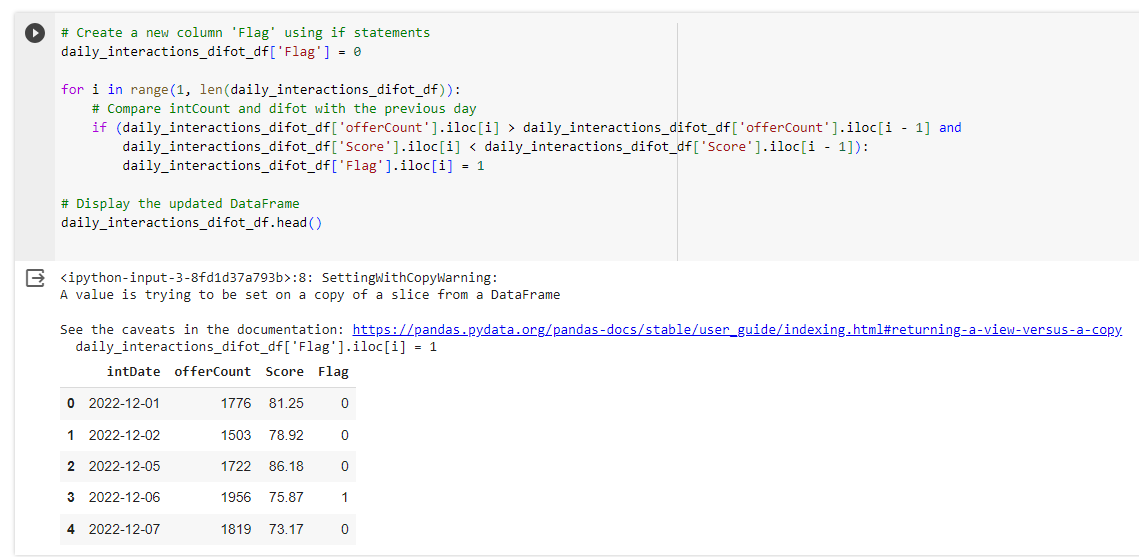 # Create a new column 'Flag' using if statements
daily_interactions_difot_df['Flag'] = 0
for i in range(1, len(daily_interactions_difot_df)):
# Compare intCount and difot with the previous day
if (daily_interactions_difot_df['offerCount'].iloc[i] > daily_interactions_difot_df['offerCount'].iloc[i - 1] and
daily_interactions_difot_df['Score'].iloc[i] < daily_interactions_difot_df['Score'].iloc[i - 1]):
daily_interactions_difot_df['Flag'].iloc[i] = 1
# Display the updated DataFrame
daily_interactions_difot_df.head()
<ipython-input-3-8fd1d37a793b>:8: SettingWithCopyWarning:
A value is trying to be set on a copy of a slice from a DataFrame
See the caveats in the documentation: https://pandas.pydata.org/pandas-docs/stable/user_guide/indexing.html#returning-a-view-versus-a-copy
daily_interactions_difot_df['Flag'].iloc[i] = 1
intDate offerCount Score Flag
0 2022-12-01 1776 81.25 0
1 2022-12-02 1503 78.92 0
2 2022-12-05 1722 86.18 0
3 2022-12-06 1956 75.87 1
4 2022-12-07 1819 73.17 0